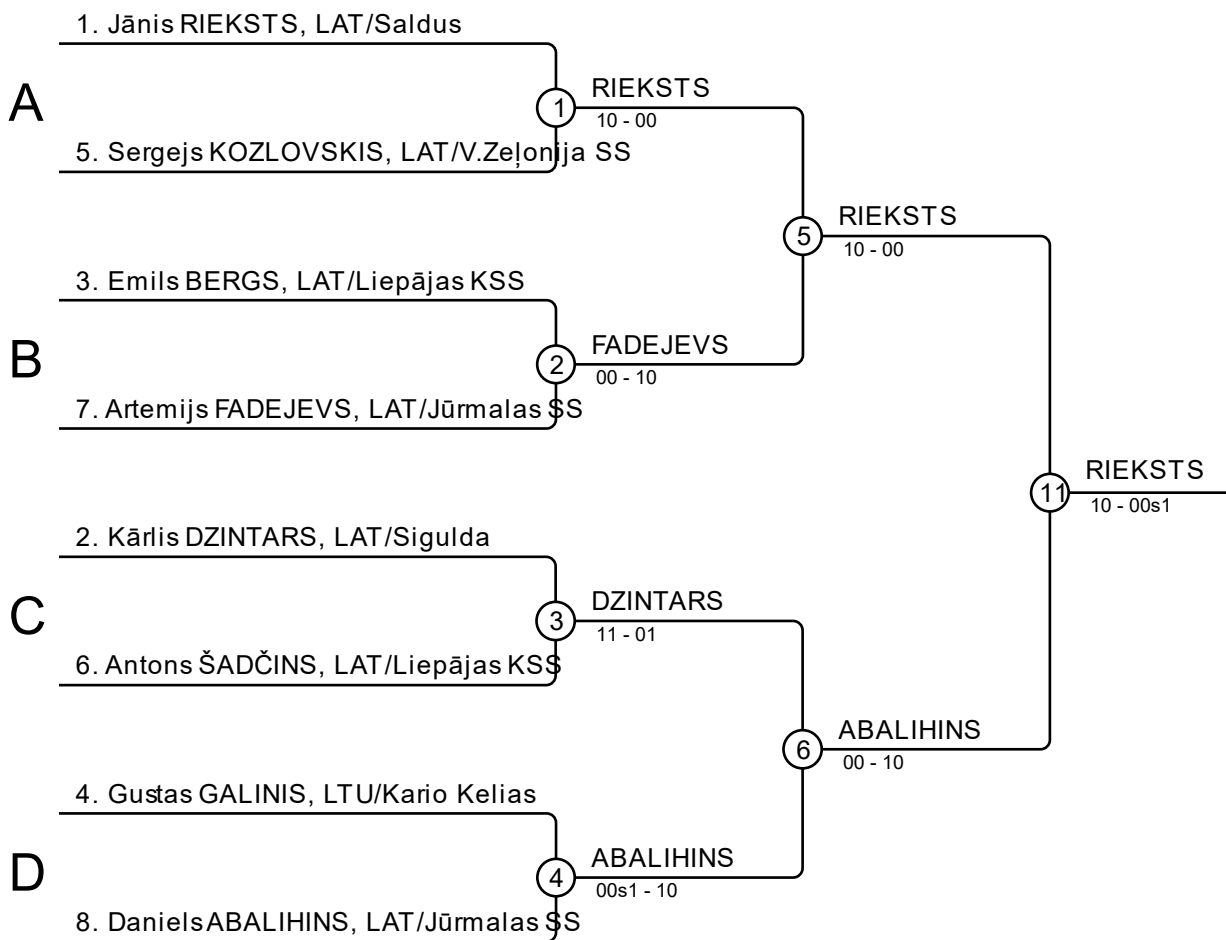 1. Jānis RIEKSTS, LAT/Saldus
A
1
RIEKSTS
10 - 00
5. Sergejs KOZLOVSKIS, LAT/V.Zeļonija SS
5
RIEKSTS
10 - 00
3. Emils BERGS, LAT/Liepājas KSS
B
2
FADEJEVS
00 - 10
7. Artemijs FADEJEVS, LAT/Jūrmalas SS
11
RIEKSTS
10 - 00s1
2. Kārlis DZINTARS, LAT/Sigulda
C
3
DZINTARS
11 - 01
6. Antons ŠADČINS, LAT/Liepājas KSS
6
ABALIHINS
00 - 10
4. Gustas GALINIS, LTU/Kario Kelias
D
4
ABALIHINS
00s1 - 10
8. Daniels ABALIHINS, LAT/Jūrmalas SS